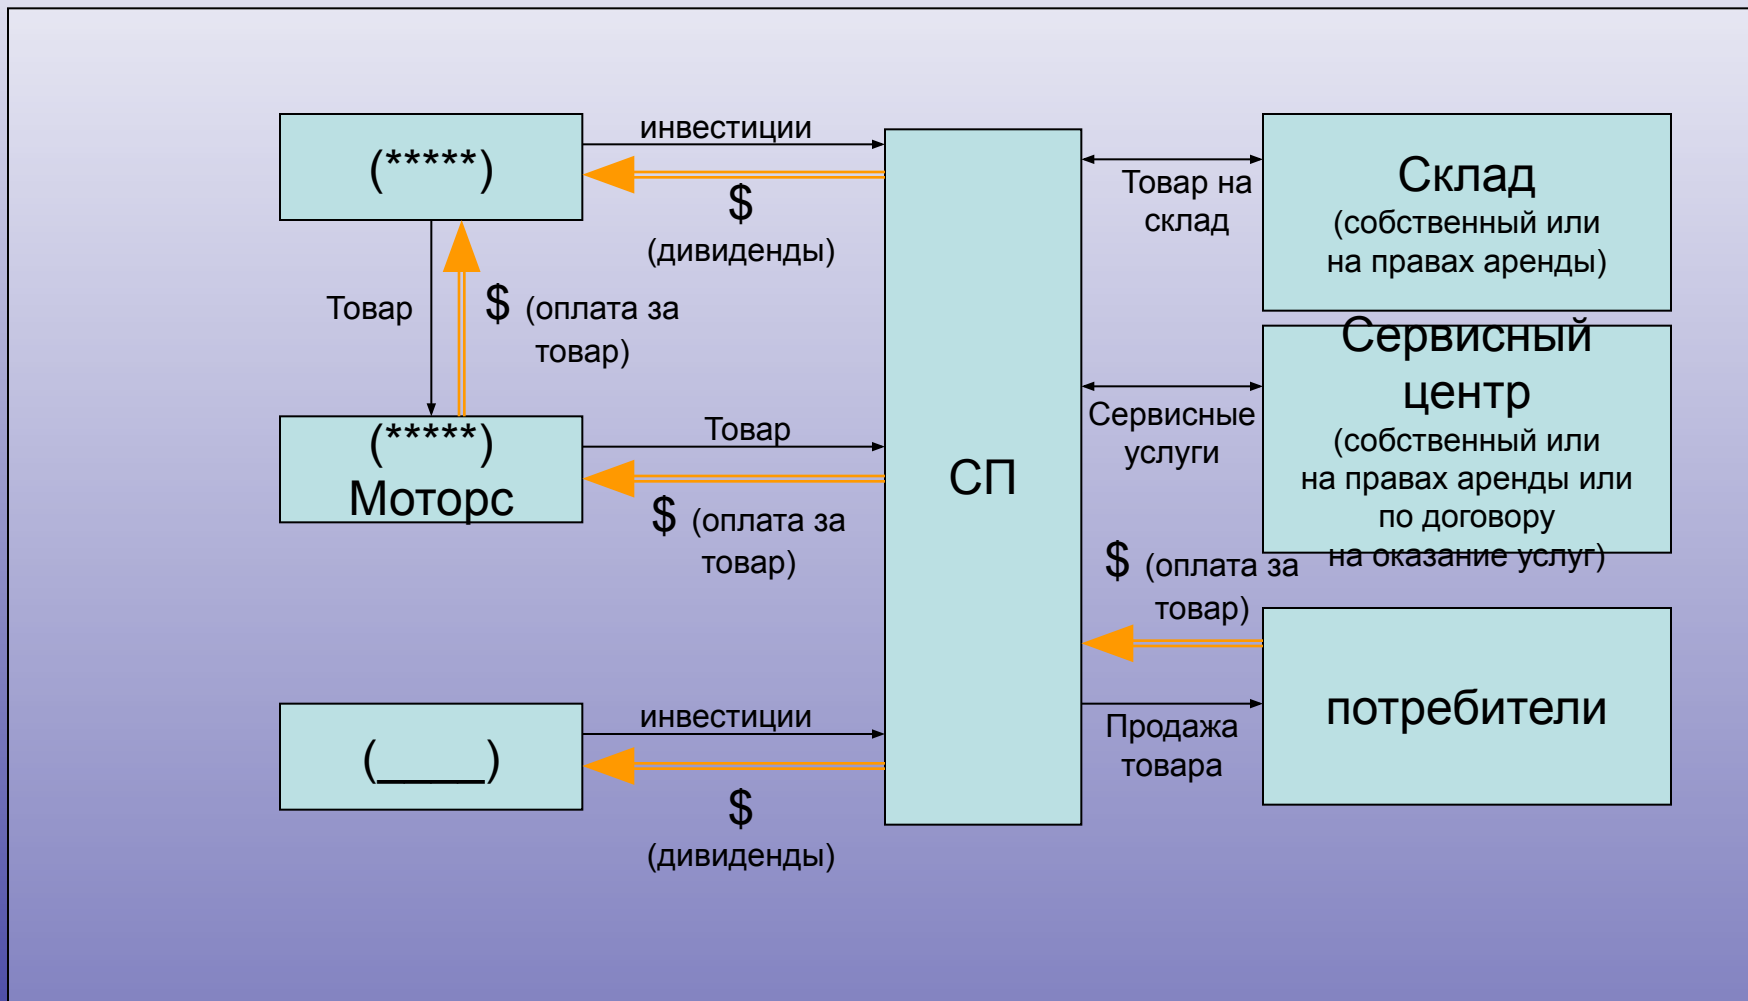 (*****)
инвестиции
$
(дивиденды)
Товар
$ (оплата за
товар)
(*****)
Моторс
Товар
$ (оплата за
товар)
(_____)
инвестиции
$
(дивиденды)
СП
Товар на
склад
Склад
(собственный или
на правах аренды)
Сервисные
услуги
Сервисный
центр
(собственный или
на правах аренды или
по договору
на оказание услуг)
$ (оплата за
товар)
Продажа
товара
потребители